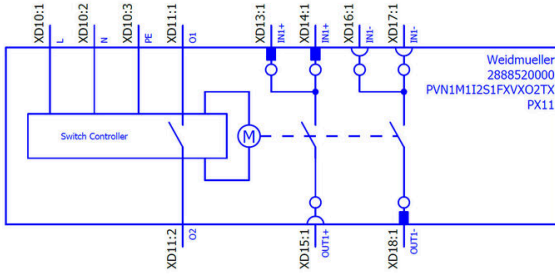 XD10:1
L
XD10:2
N
XD10:3
PE
XD11:1
O1
XD13:1
IN1+
XD14:1
IN1+
XD16:1
IN1-
XD17:1
IN1-
Weidmueller
2888520000
PVN1M1I2S1FXVXO2TX
PX11
Switch Controller
M
XD11:2
O2
XD15:1
OUT1+
XD18:1
OUT1-